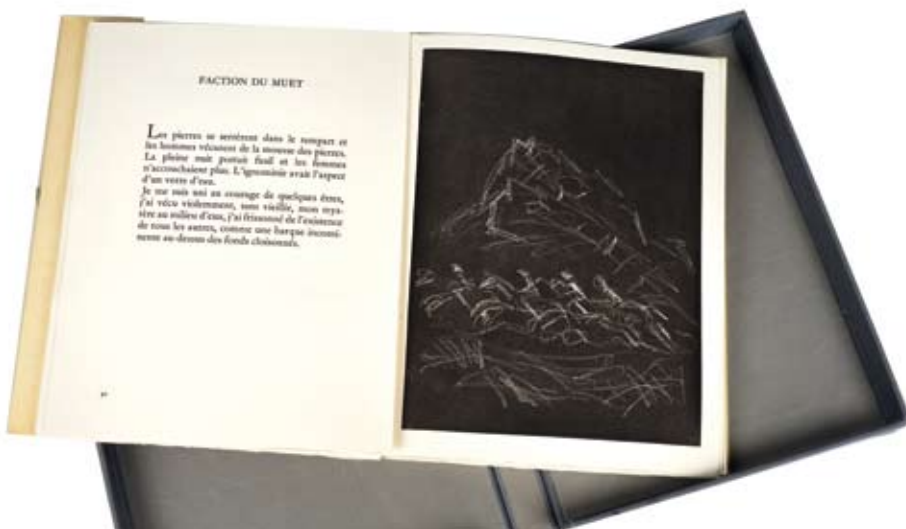 FACTION DU MUET
Les pierres se serrèrent dans le rempart et
les hommes vécurent de la mousse des pierres.
La pleine nuit portait fusil et les femmes
n'accouchaient plus. L'ignominie avait l'aspect
d'un verre d'eau.
Je me suis uni au courage de quelques êtres,
j'ai vécu violemment, sans vieillir, mon mys-
tère au milieu d'eux, j'ai frissonné de l'existence
de tous les autres, comme une barque inconti-
nente au-dessus des fonds cloisonnés.